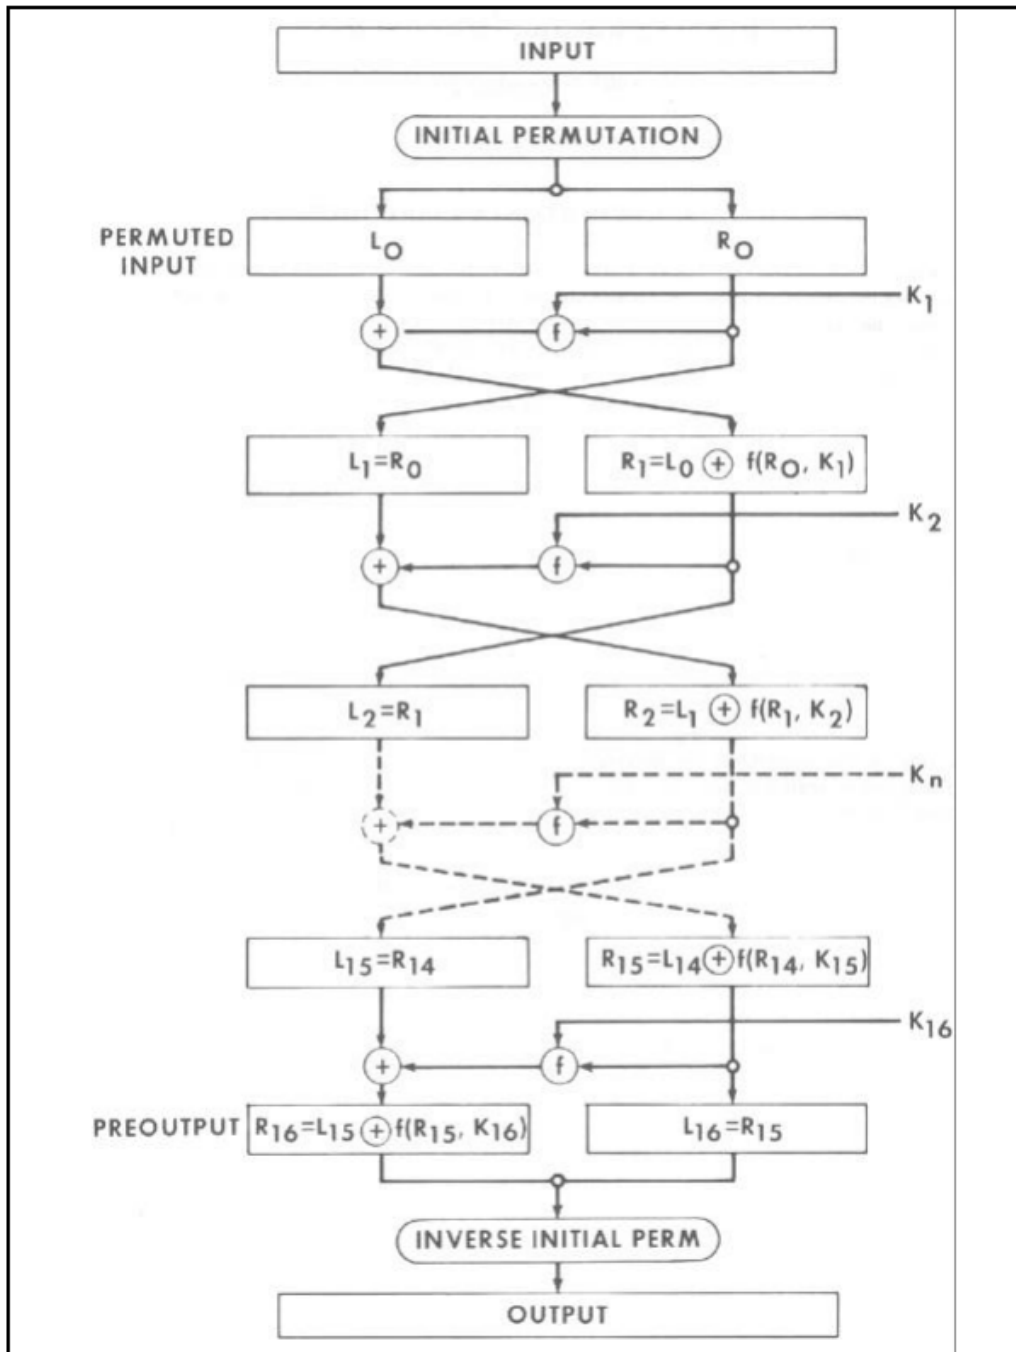 INPUT
INITIAL PERMUTATION
PERMUTED
INPUT
L₀
R₀
K₁
+
f
L₁=R₀
R₁=L₀ ⊕ f(R₀, K₁)
K₂
+
f
L₂=R₁
R₂=L₁ ⊕ f(R₁, K₂)
Kₙ
+
f
L₁₅=R₁₄
R₁₅=L₁₄⊕f(R₁₄, K₁₅)
K₁₆
+
f
PREOUTPUT
R₁₆=L₁₅⊕f(R₁₅, K₁₆)
L₁₆=R₁₅
INVERSE INITIAL PERM
OUTPUT